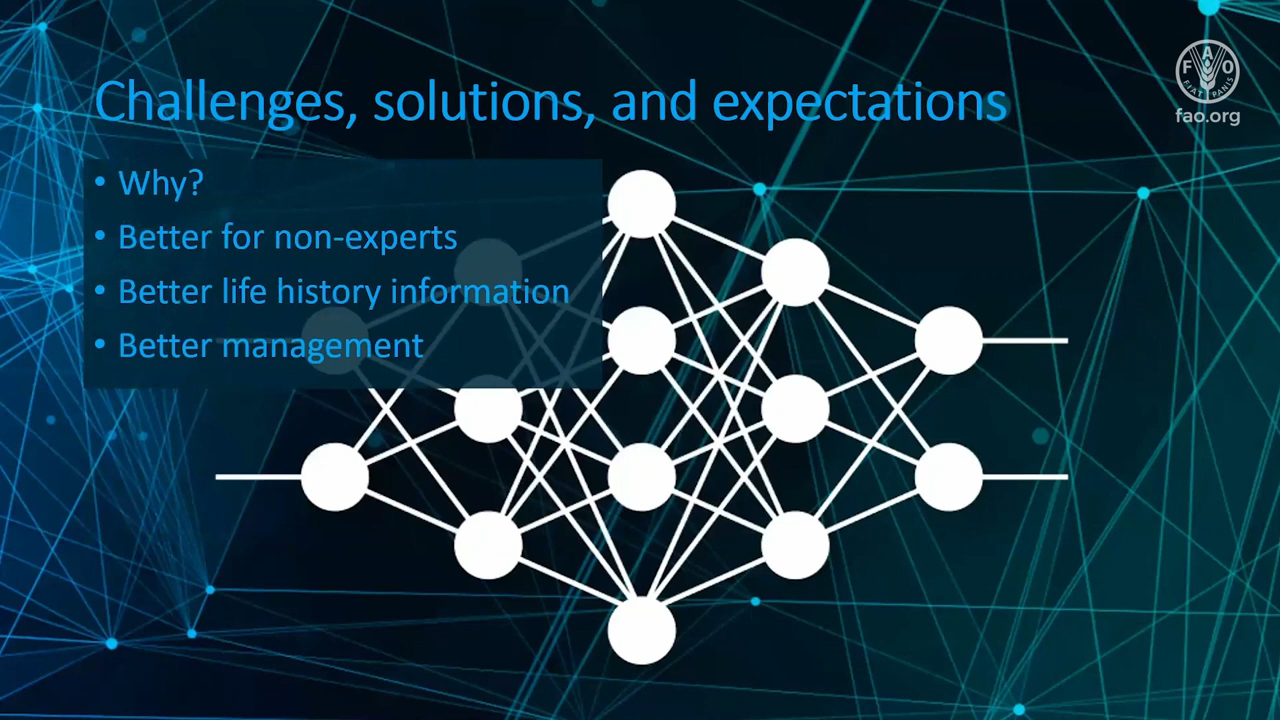 Challenges, solutions, and expectations
• Why?
• Better for non-experts
• Better life history information
• Better management
F A O
FIAT PANIS
fao.org